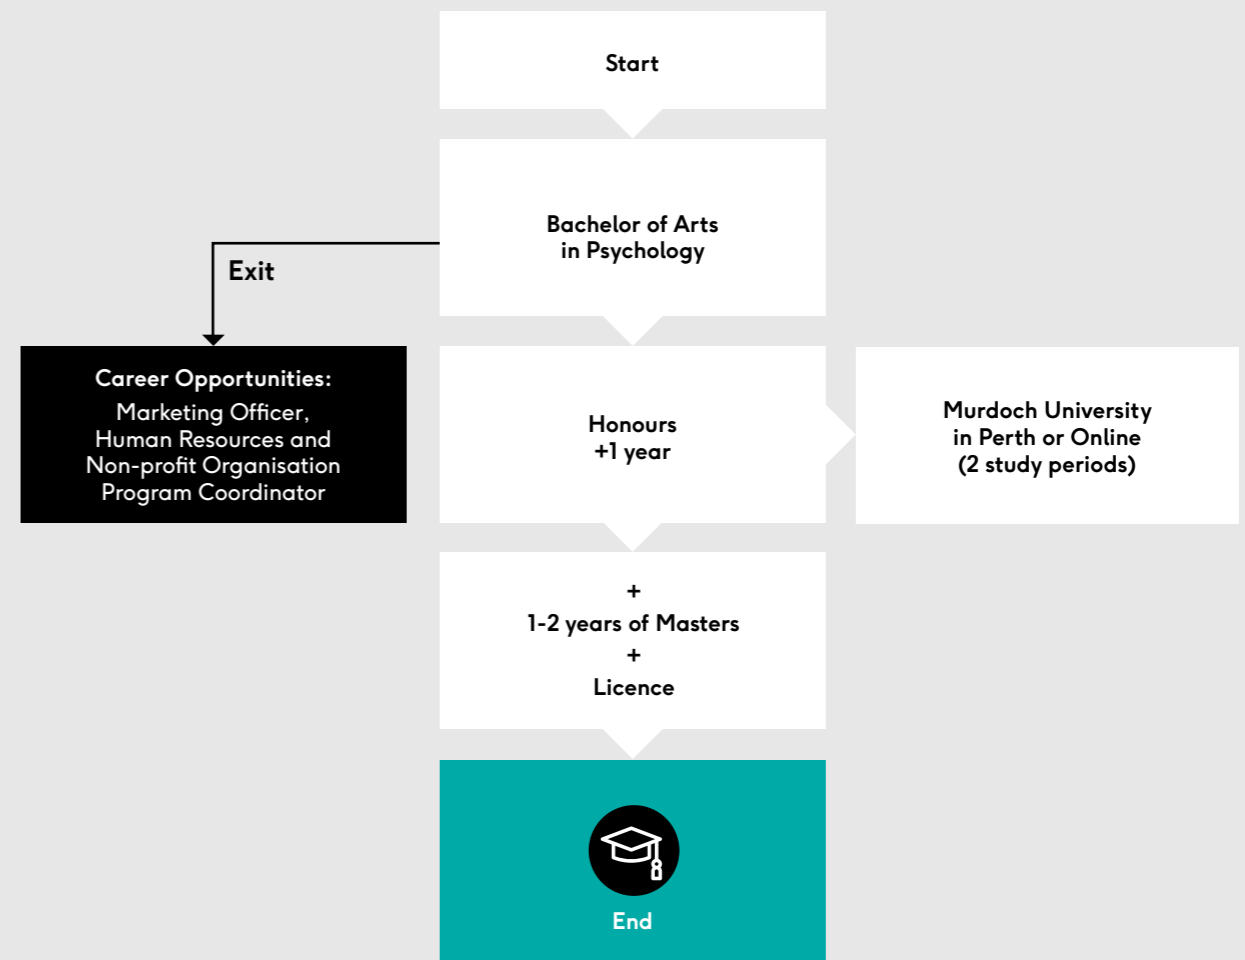 Start
Bachelor of Arts
in Psychology
Exit
Career Opportunities:
Marketing Officer,
Human Resources and
Non-profit Organisation
Program Coordinator
Honours
+1 year
Murdoch University
in Perth or Online
(2 study periods)
+
1-2 years of Masters
+
Licence
End